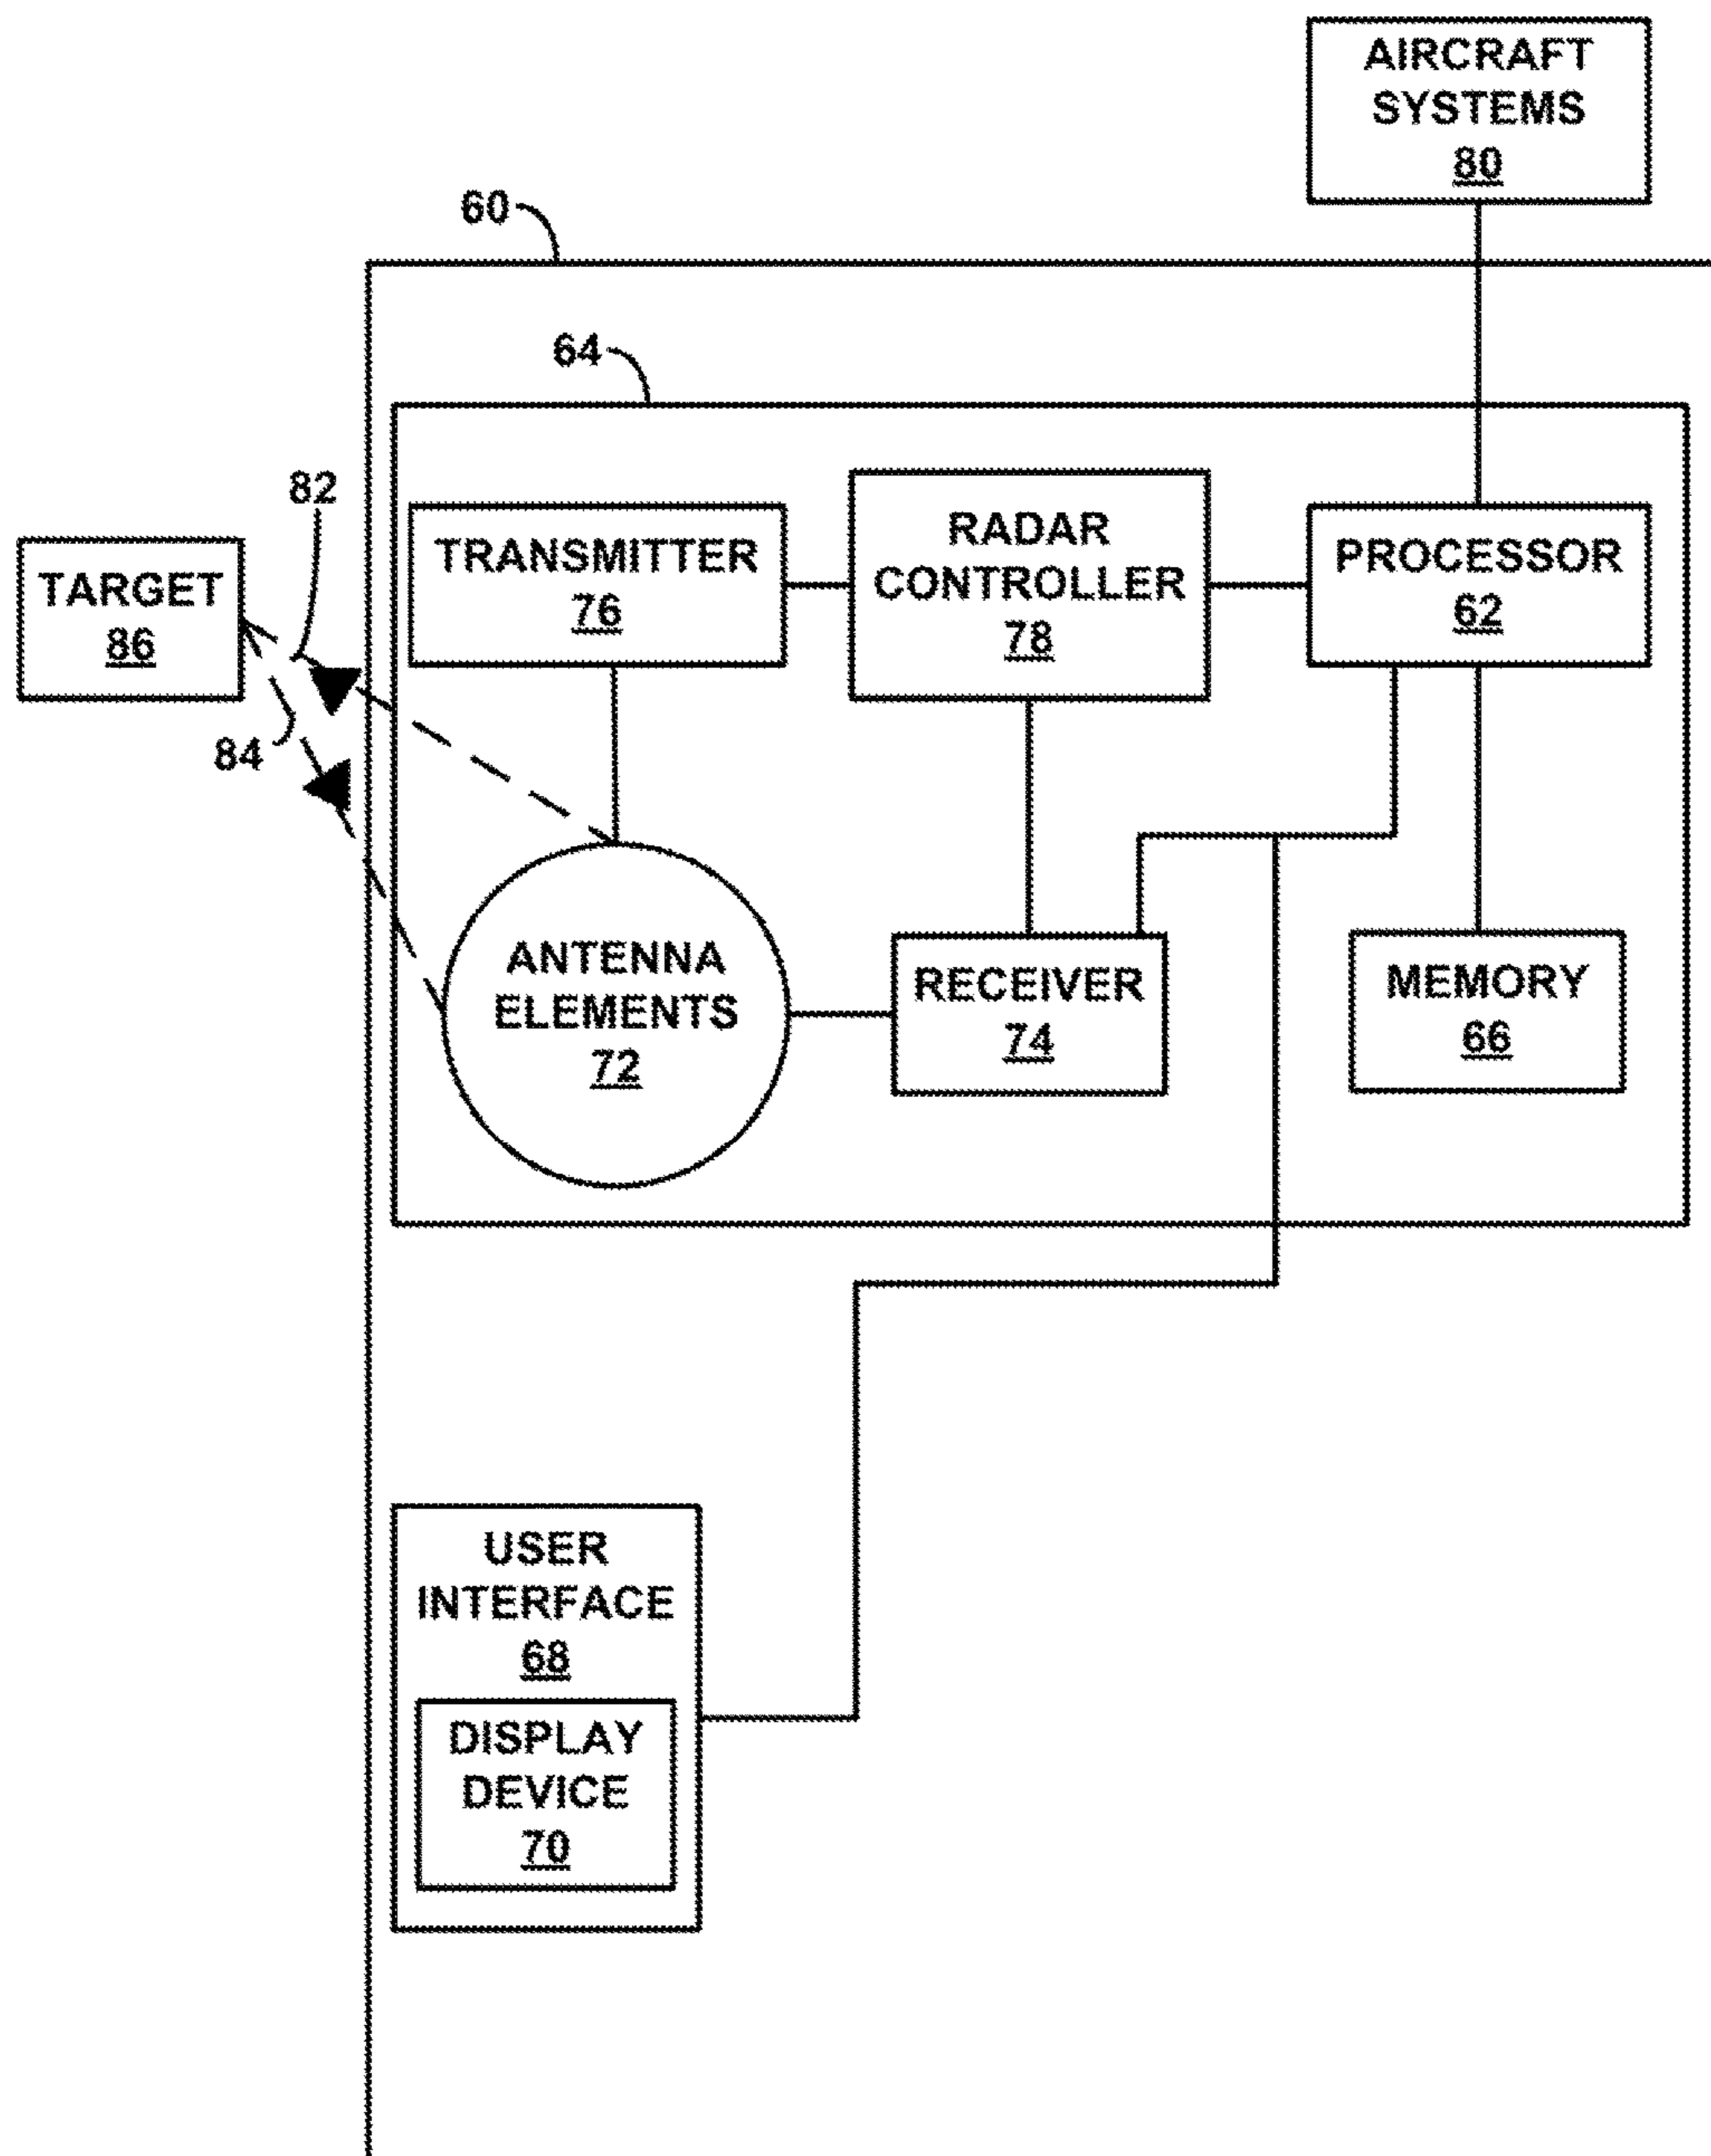 AIRCRAFT
SYSTEMS
80
60
64
82
TARGET
86
84
TRANSMITTER
76
RADAR
CONTROLLER
78
PROCESSOR
62
ANTENNA
ELEMENTS
72
RECEIVER
74
MEMORY
66
USER
INTERFACE
68
DISPLAY
DEVICE
70